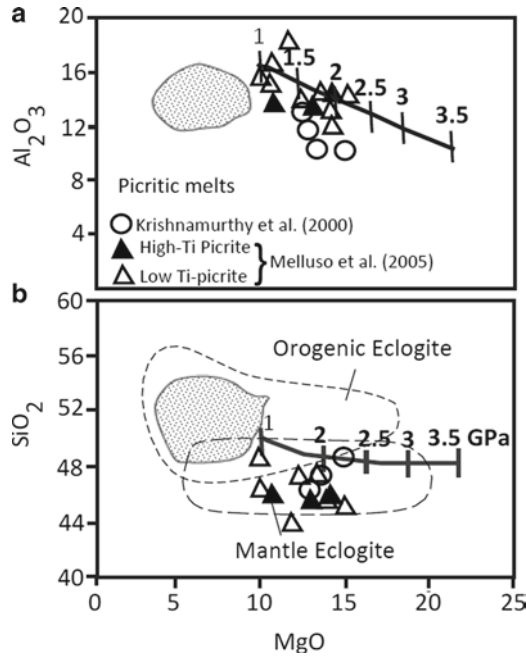 a
20
16
12
8
4
Al2O3
1
1.5
2
2.5
3
3.5
Picritic melts
Krishnamurthy et al. (2000)
High-Ti Picrite
Low Ti-picrite
} Melluso et al. (2005)
b
60
56
52
48
44
40
SiO2
Orogenic Eclogite
1
2
2.5
3
3.5 GPa
Mantle Eclogite
0
5
10
15
20
25
MgO